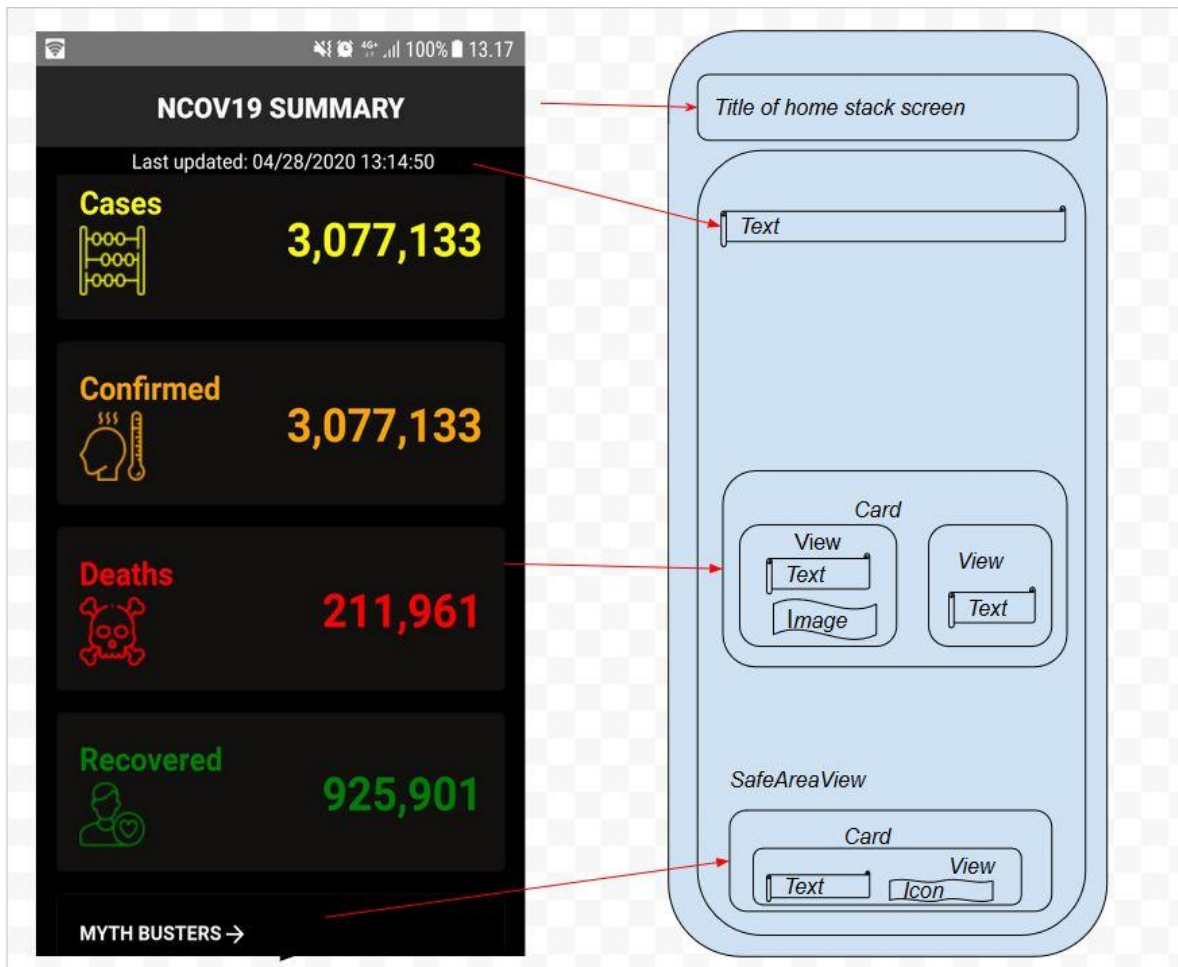 4G+ 100% 13.17
NCOV19 SUMMARY
Last updated: 04/28/2020 13:14:50
Cases
3,077,133
Confirmed
3,077,133
Deaths
211,961
Recovered
925,901
MYTH BUSTERS →
Title of home stack screen
Text
Card
View
Text
Image
View
Text
SafeAreaView
Card
View
Text
Icon